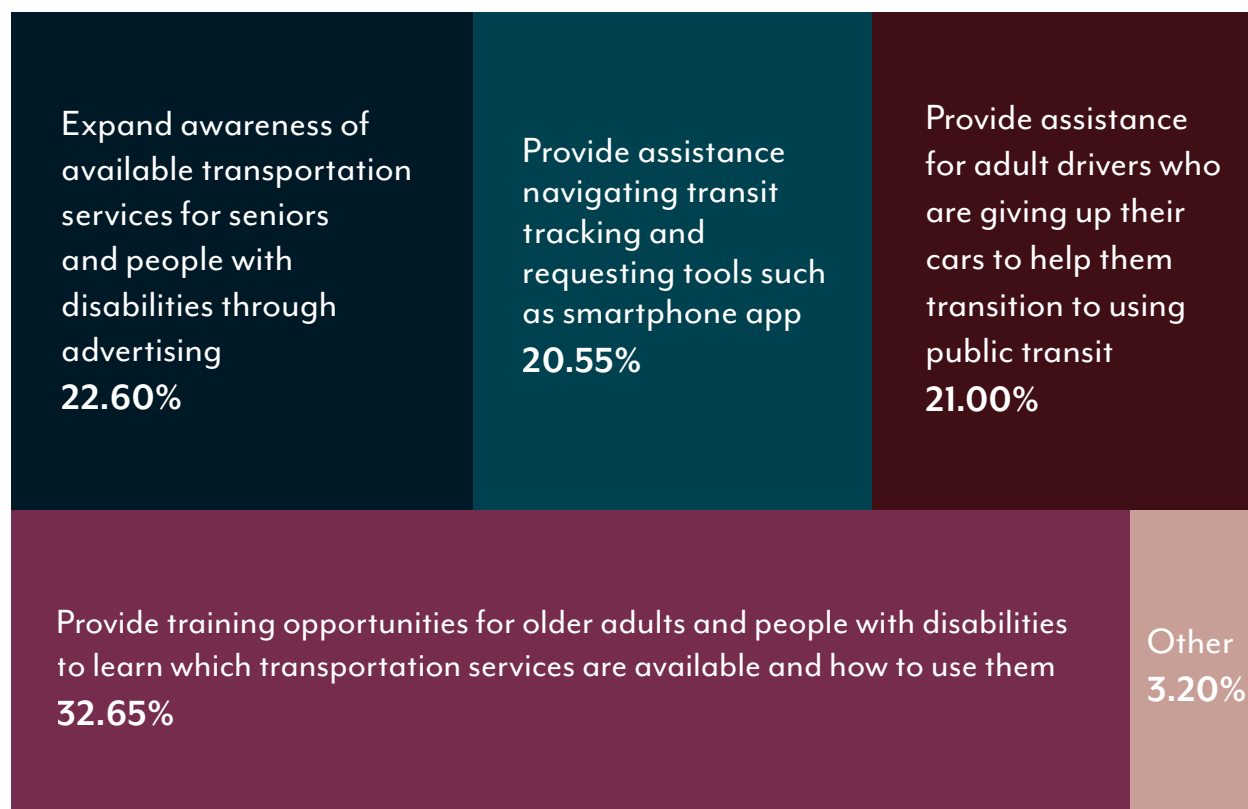 Expand awareness of
available transportation
services for seniors
and people with
disabilities through
advertising
22.60%
Provide assistance
navigating transit
tracking and
requesting tools such
as smartphone app
20.55%
Provide assistance
for adult drivers who
are giving up their
cars to help them
transition to using
public transit
21.00%
Provide training opportunities for older adults and people with disabilities
to learn which transportation services are available and how to use them
32.65%
Other
3.20%